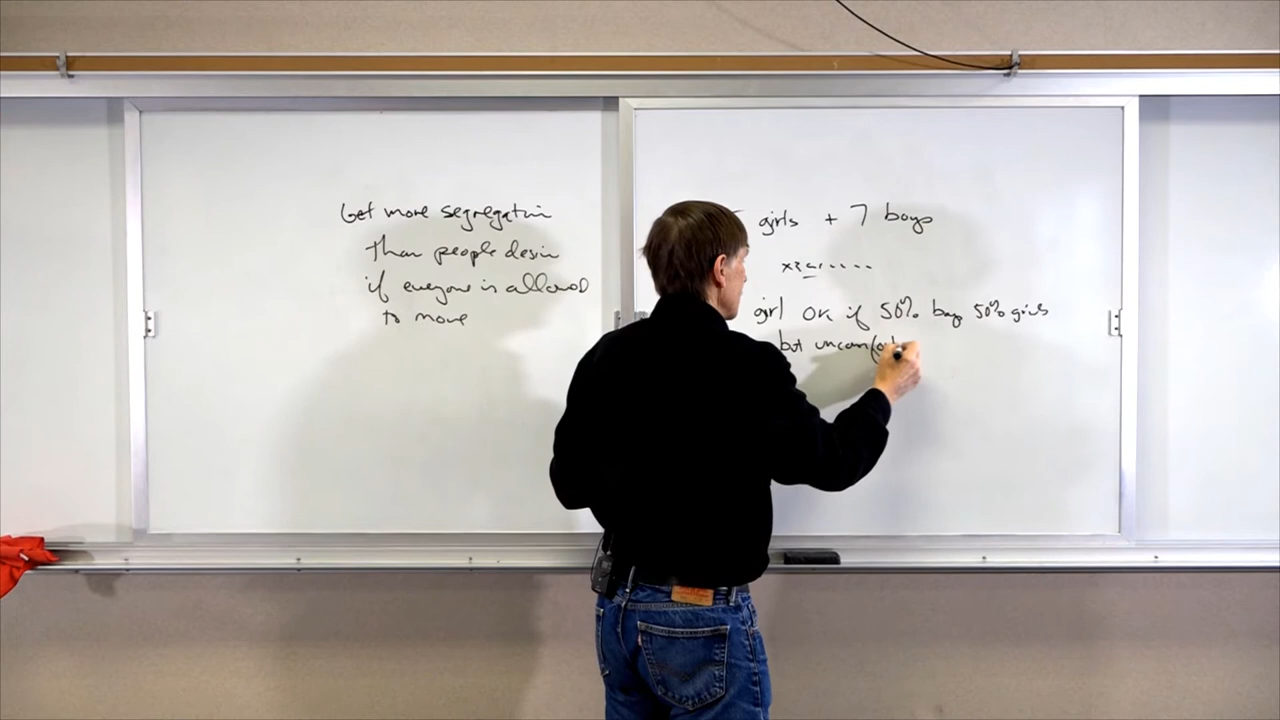 Get more segregation
than people desire
if everyone is allowed
to move
girls + 7 boys
girl OK if 50% boy 50% girls
but uncomfo